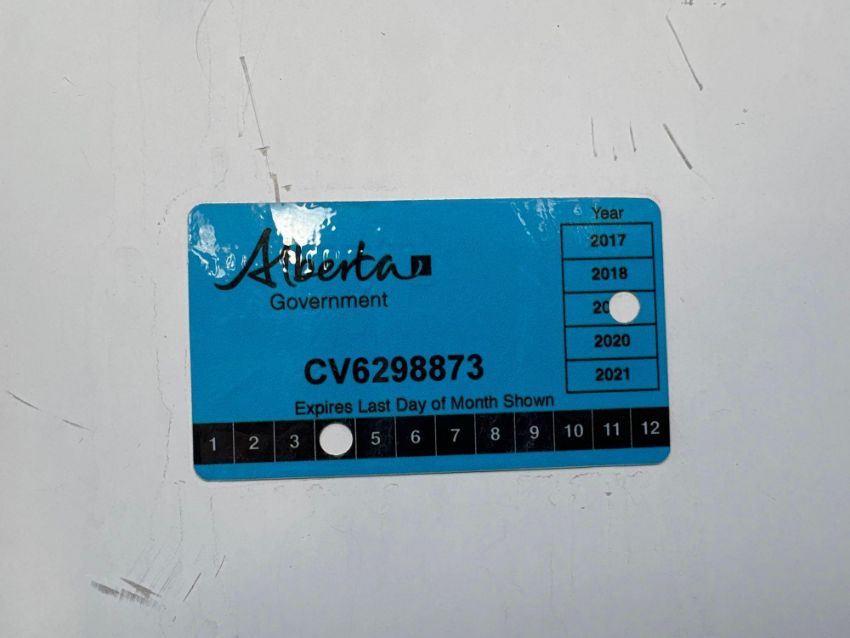 Year
Alberta
Government
2017
2018
2020
2021
CV6298873
Expires Last Day of Month Shown
1 2 3 5 6 7 8 9 10 11 12